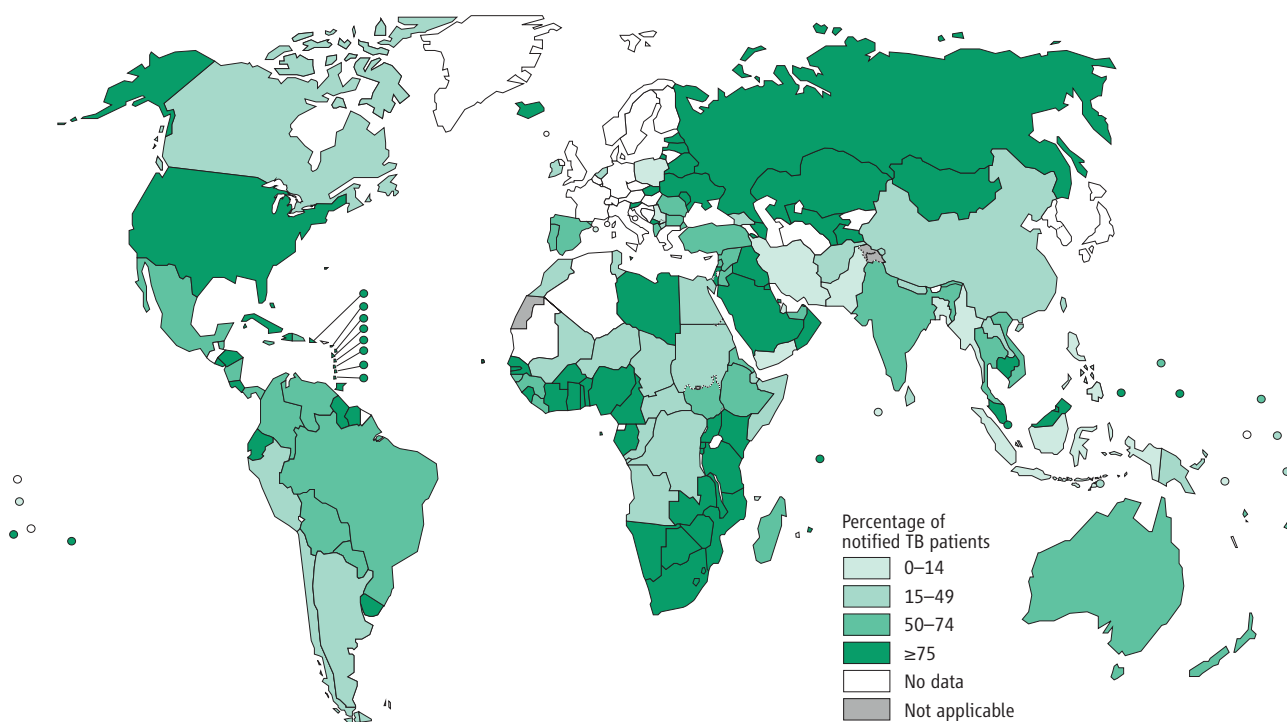 Percentage of
notified TB patients
0–14
15–49
50–74
≥75
No data
Not applicable